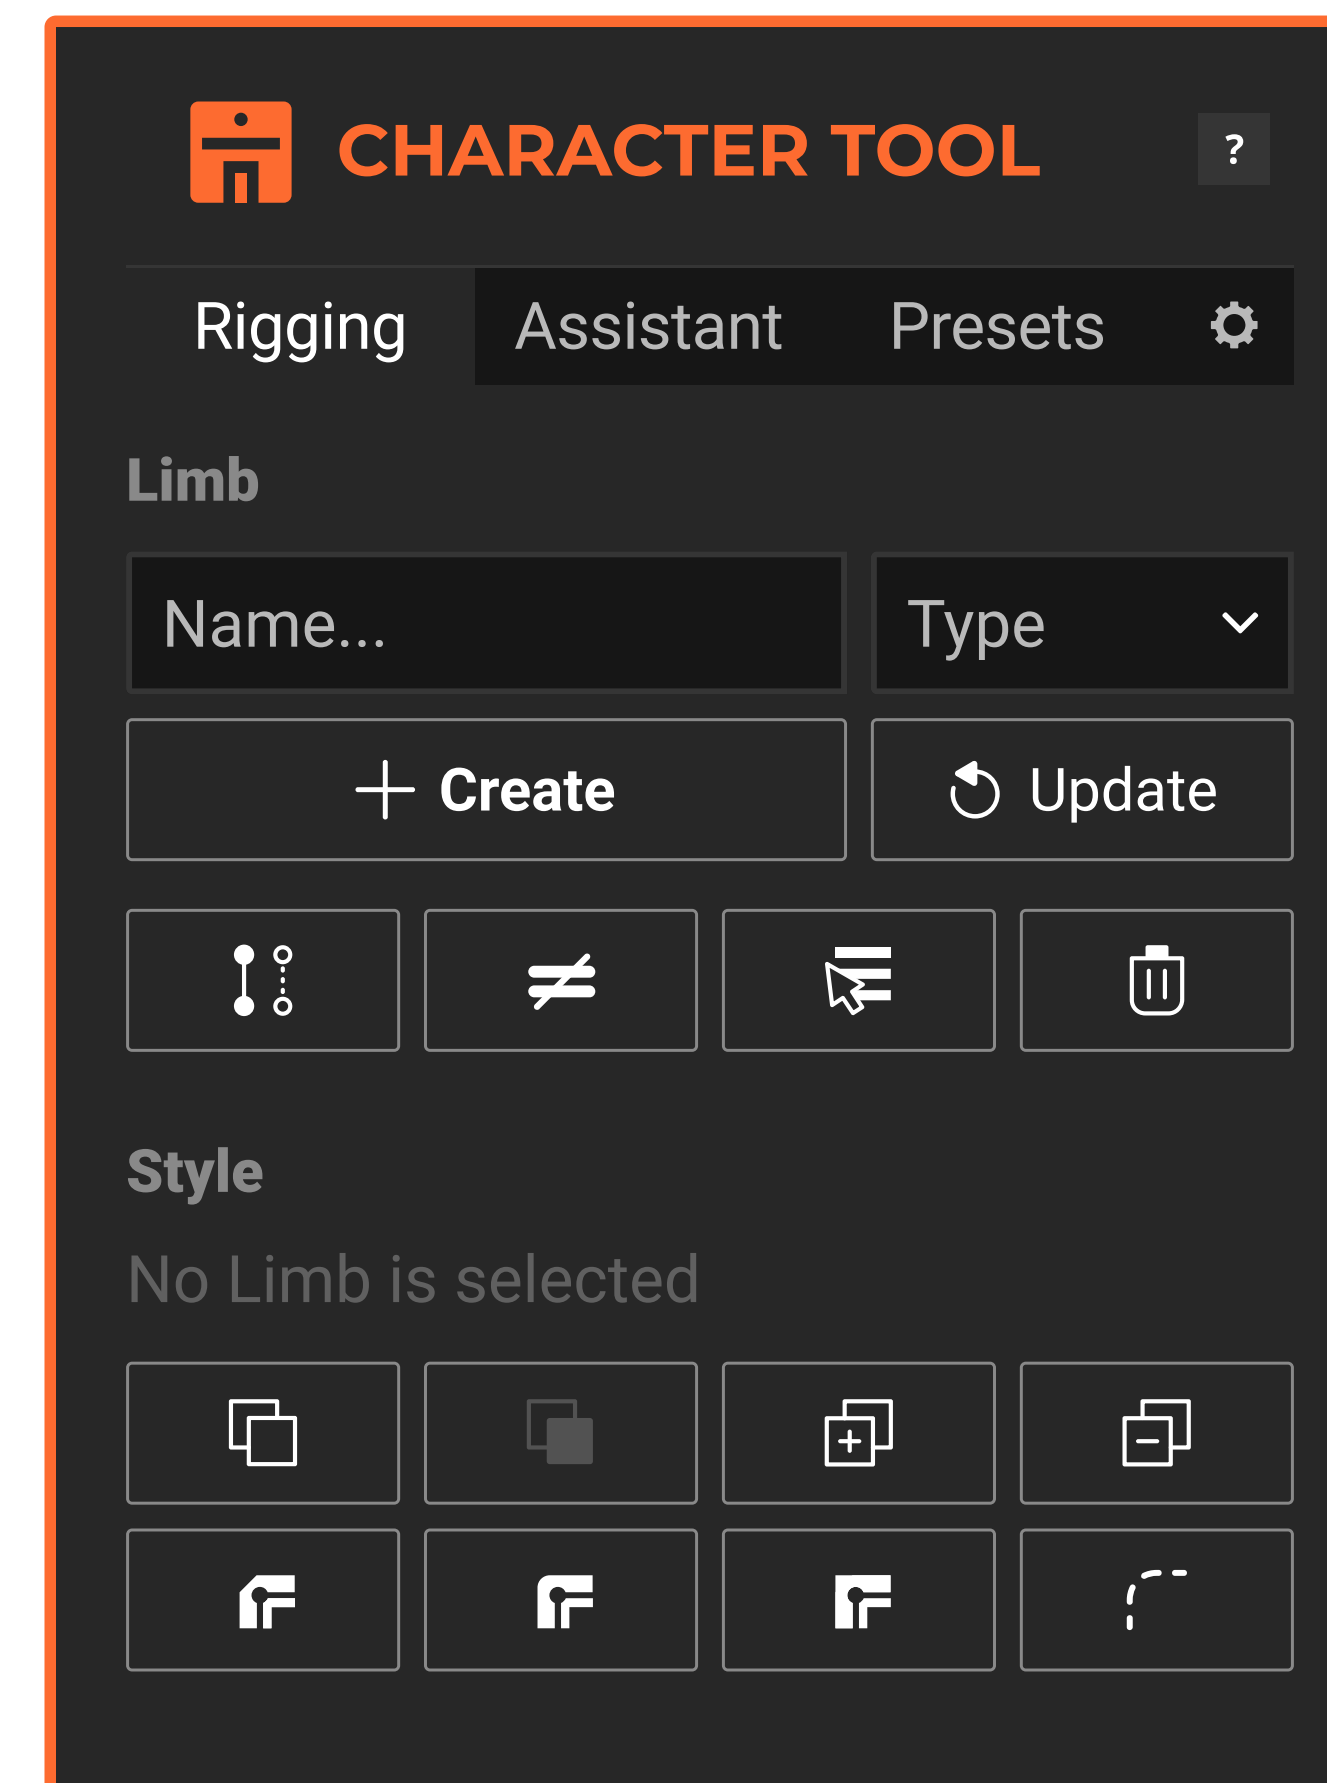 CHARACTER TOOL
?
Rigging
Assistant
Presets
Limb
Name...
Type
Create
Update
Style
No Limb is selected